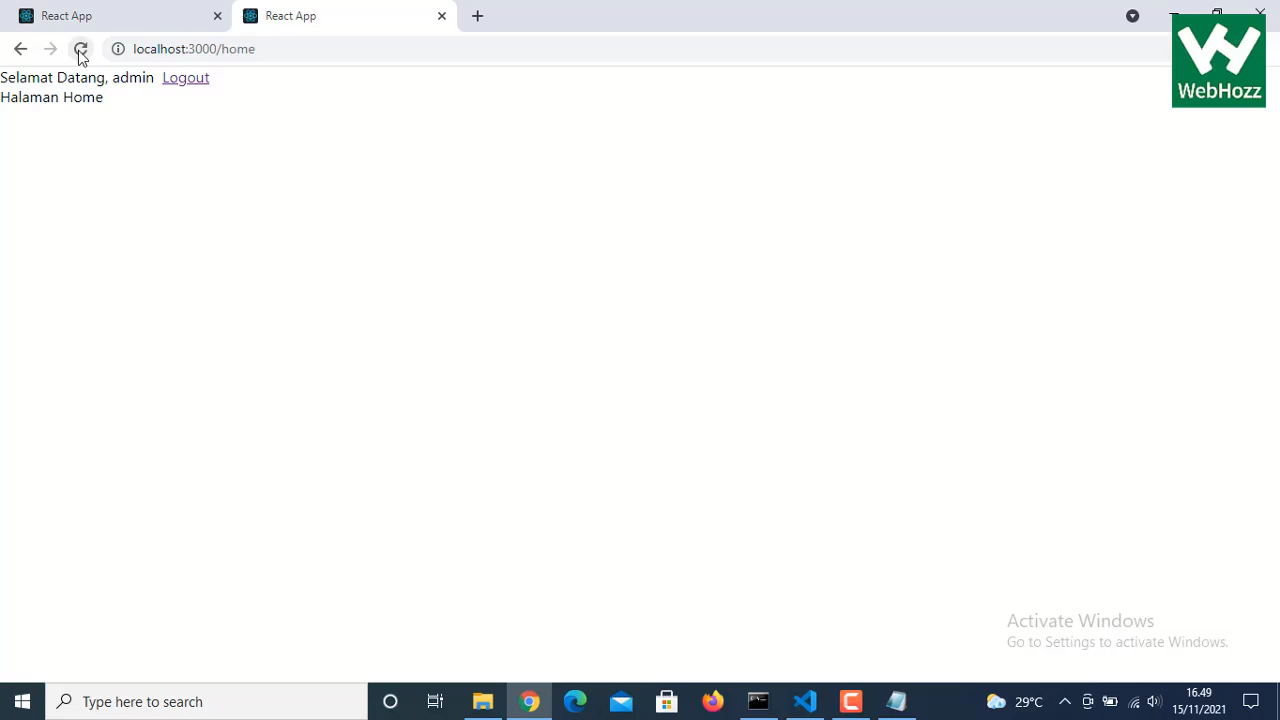 React App
React App
localhost:3000/home
WebHozz
Selamat Datang, admin Logout
Halaman Home
Activate Windows
Go to Settings to activate Windows.
Type here to search
29°C
16.49
15/11/2021